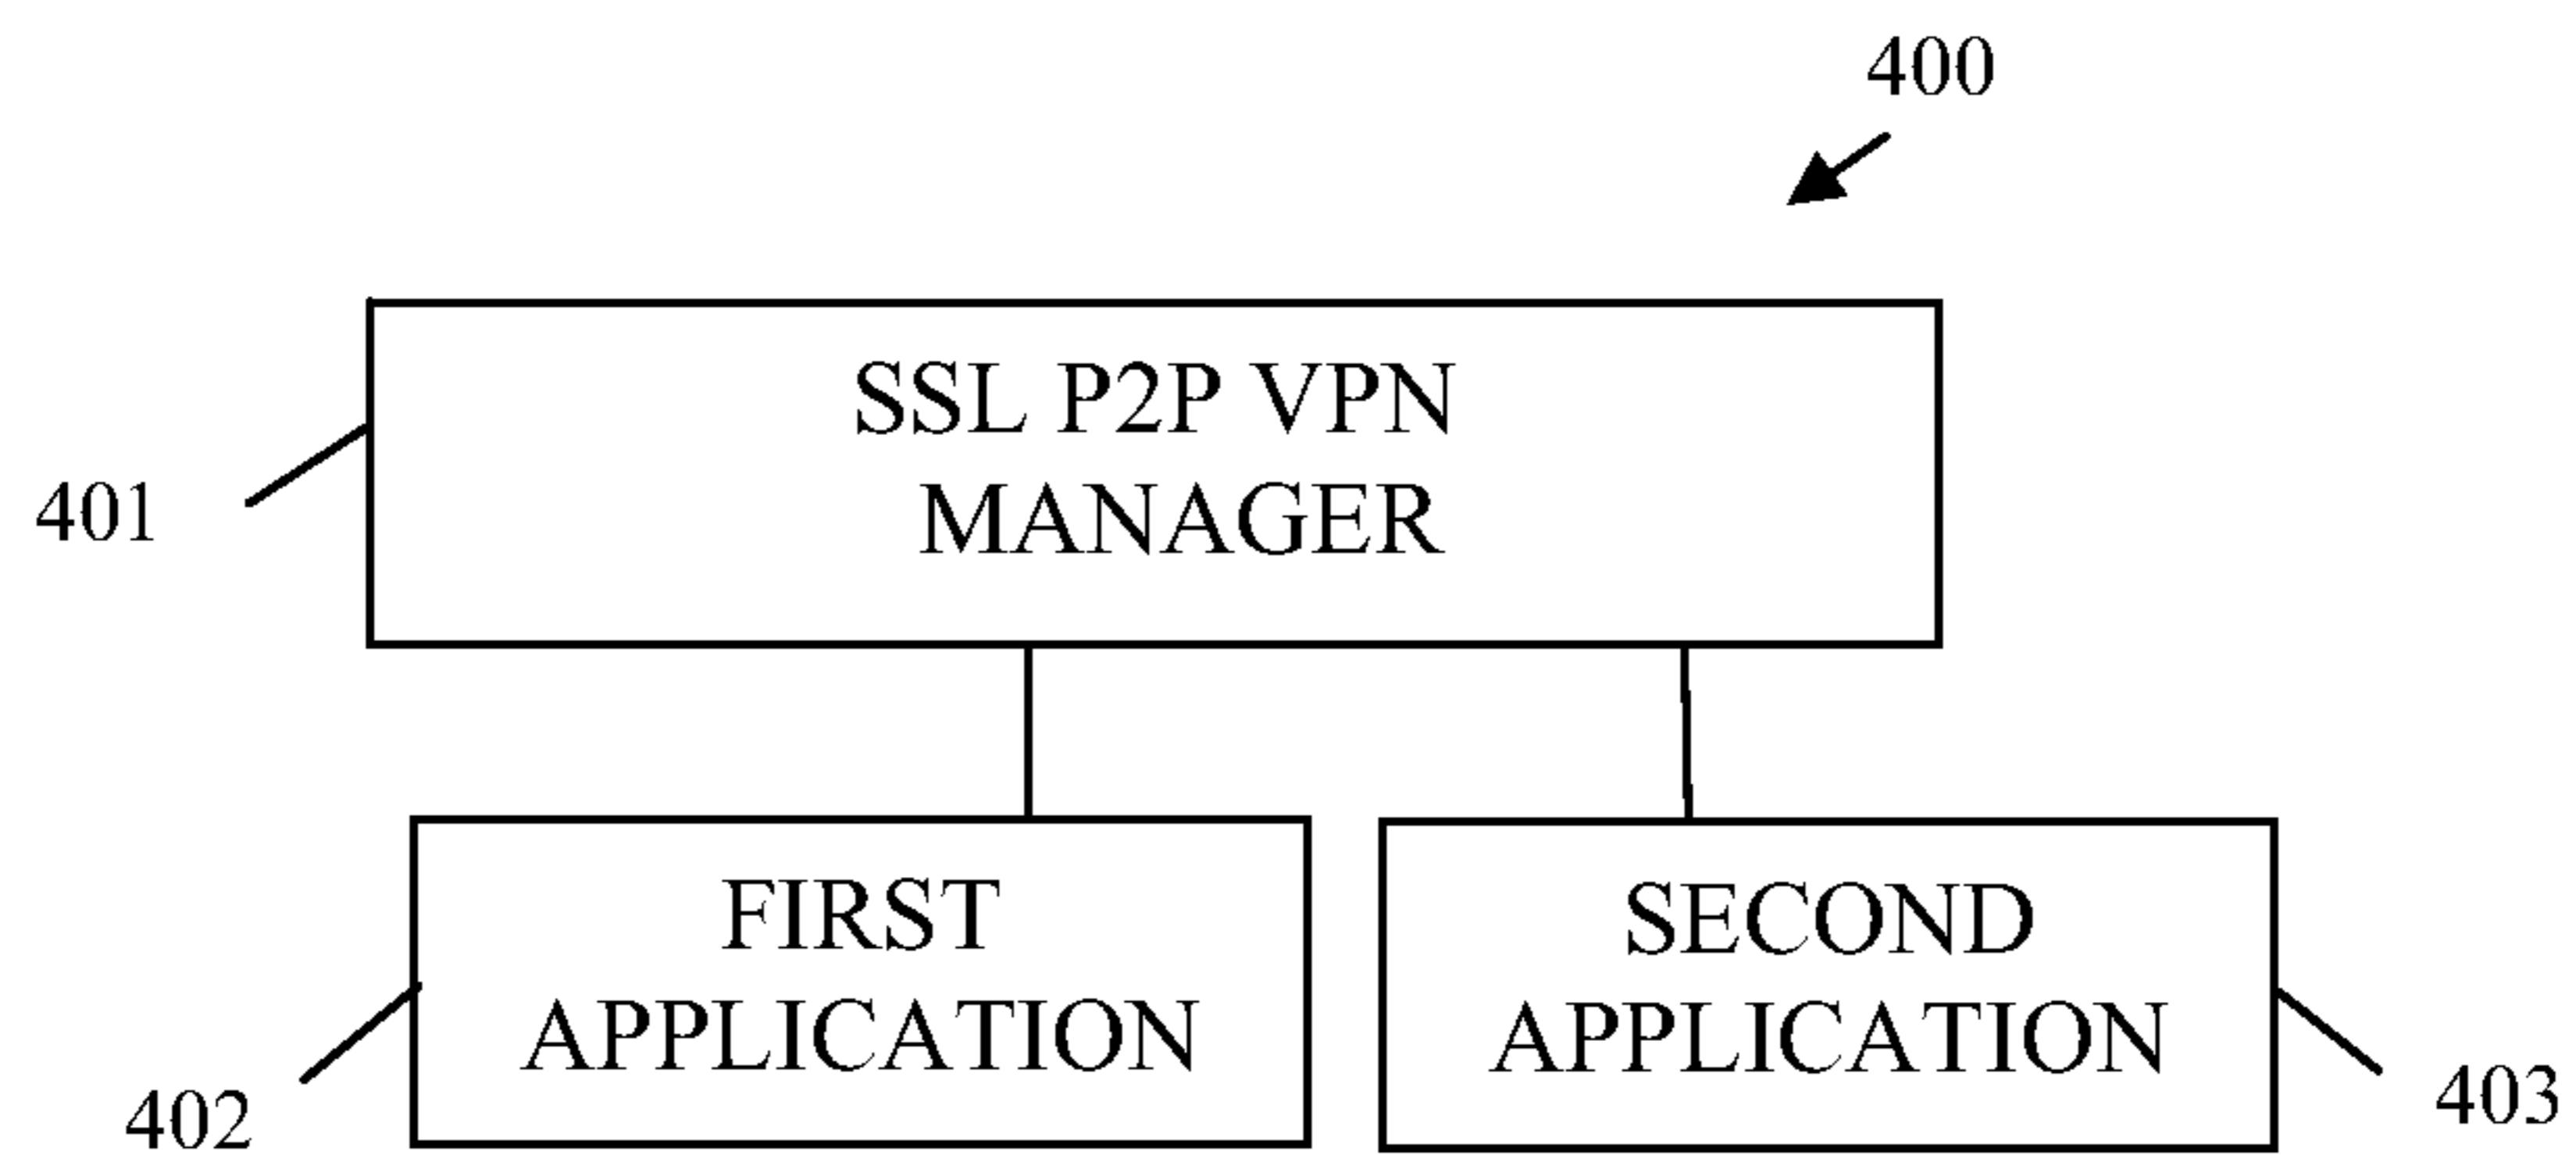 400
SSL P2P VPN
MANAGER
401
FIRST
APPLICATION
402
SECOND
APPLICATION
403